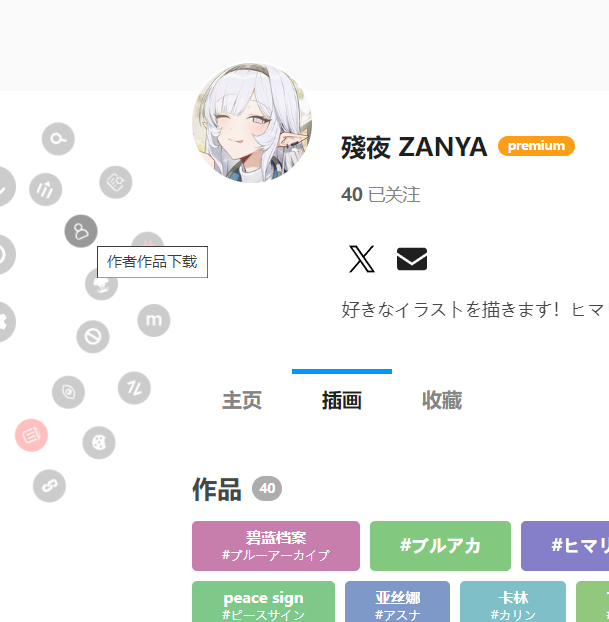 殘夜 ZANYA premium
40 已关注
作者作品下载
m
好きなイラストを描きます！ヒマリ
主页 插画 收藏
作品 40
碧蓝档案
#ブルーアーカイブ
#ブルアカ
#ヒマリ
peace sign
#ピースサイン
亚丝娜
#アスナ
卡林
#カリン